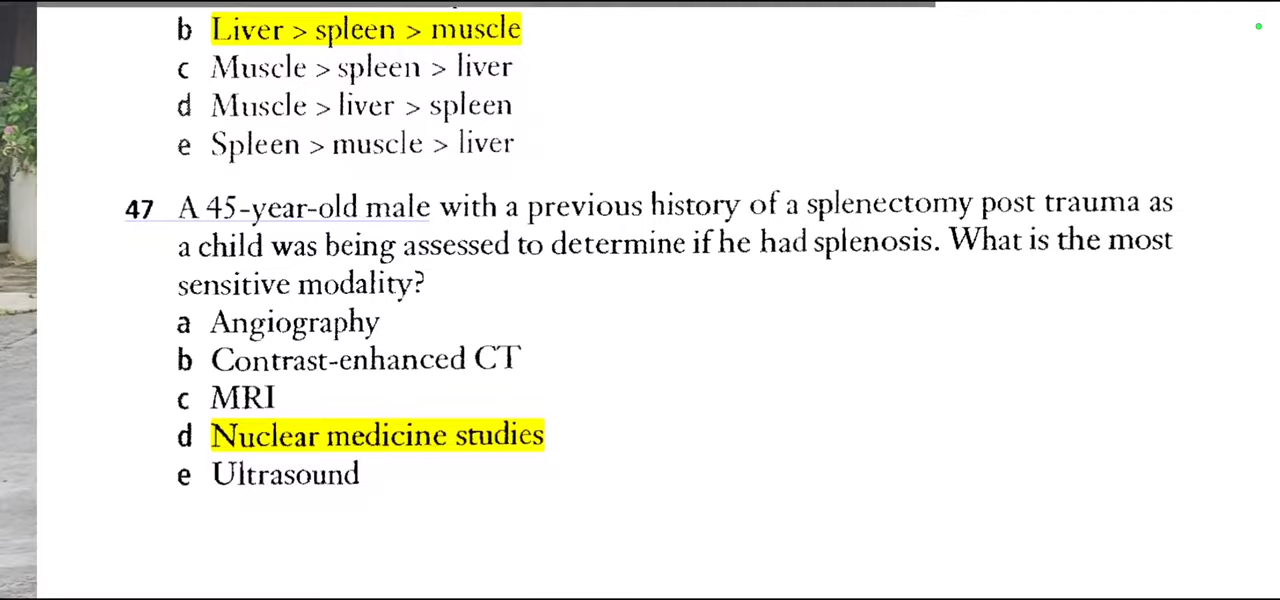 b Liver > spleen > muscle
c Muscle > spleen > liver
d Muscle > liver > spleen
e Spleen > muscle > liver
47 A 45-year-old male with a previous history of a splenectomy post trauma as
a child was being assessed to determine if he had splenosis. What is the most
sensitive modality?
a Angiography
b Contrast-enhanced CT
c MRI
d Nuclear medicine studies
e Ultrasound